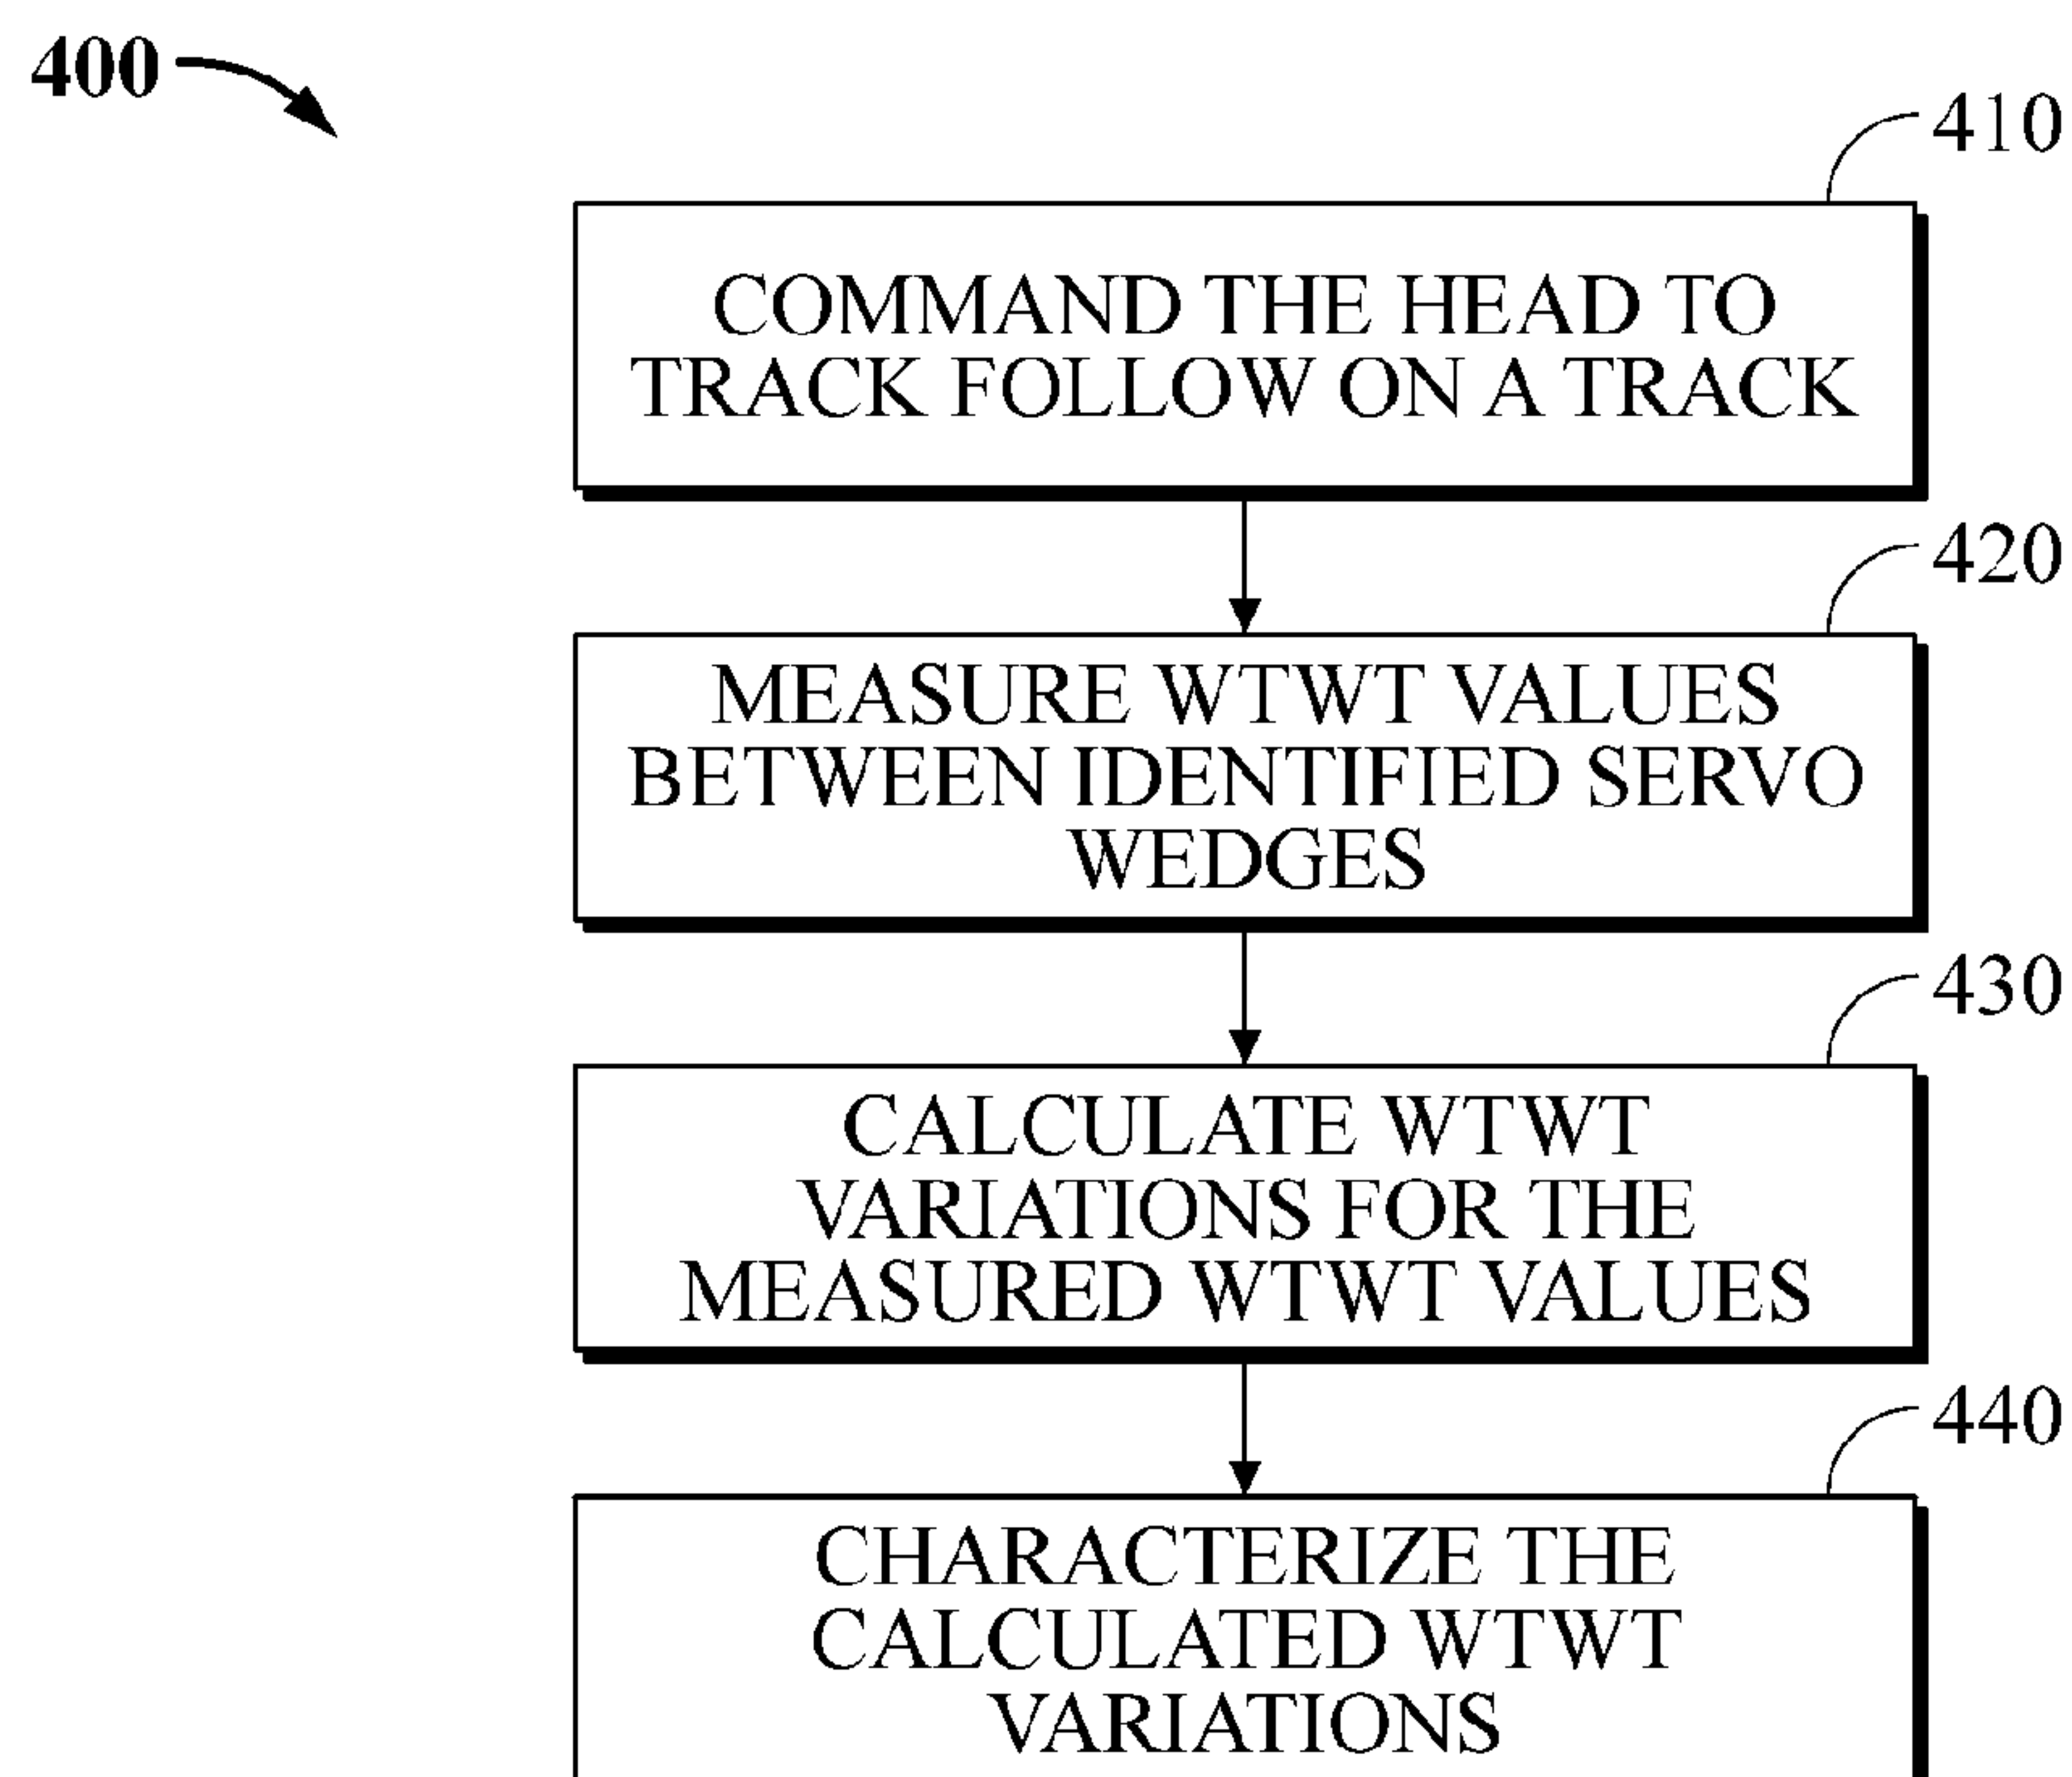 400
410
COMMAND THE HEAD TO
TRACK FOLLOW ON A TRACK
420
MEASURE WTWT VALUES
BETWEEN IDENTIFIED SERVO
WEDGES
430
CALCULATE WTWT
VARIATIONS FOR THE
MEASURED WTWT VALUES
440
CHARACTERIZE THE
CALCULATED WTWT
VARIATIONS